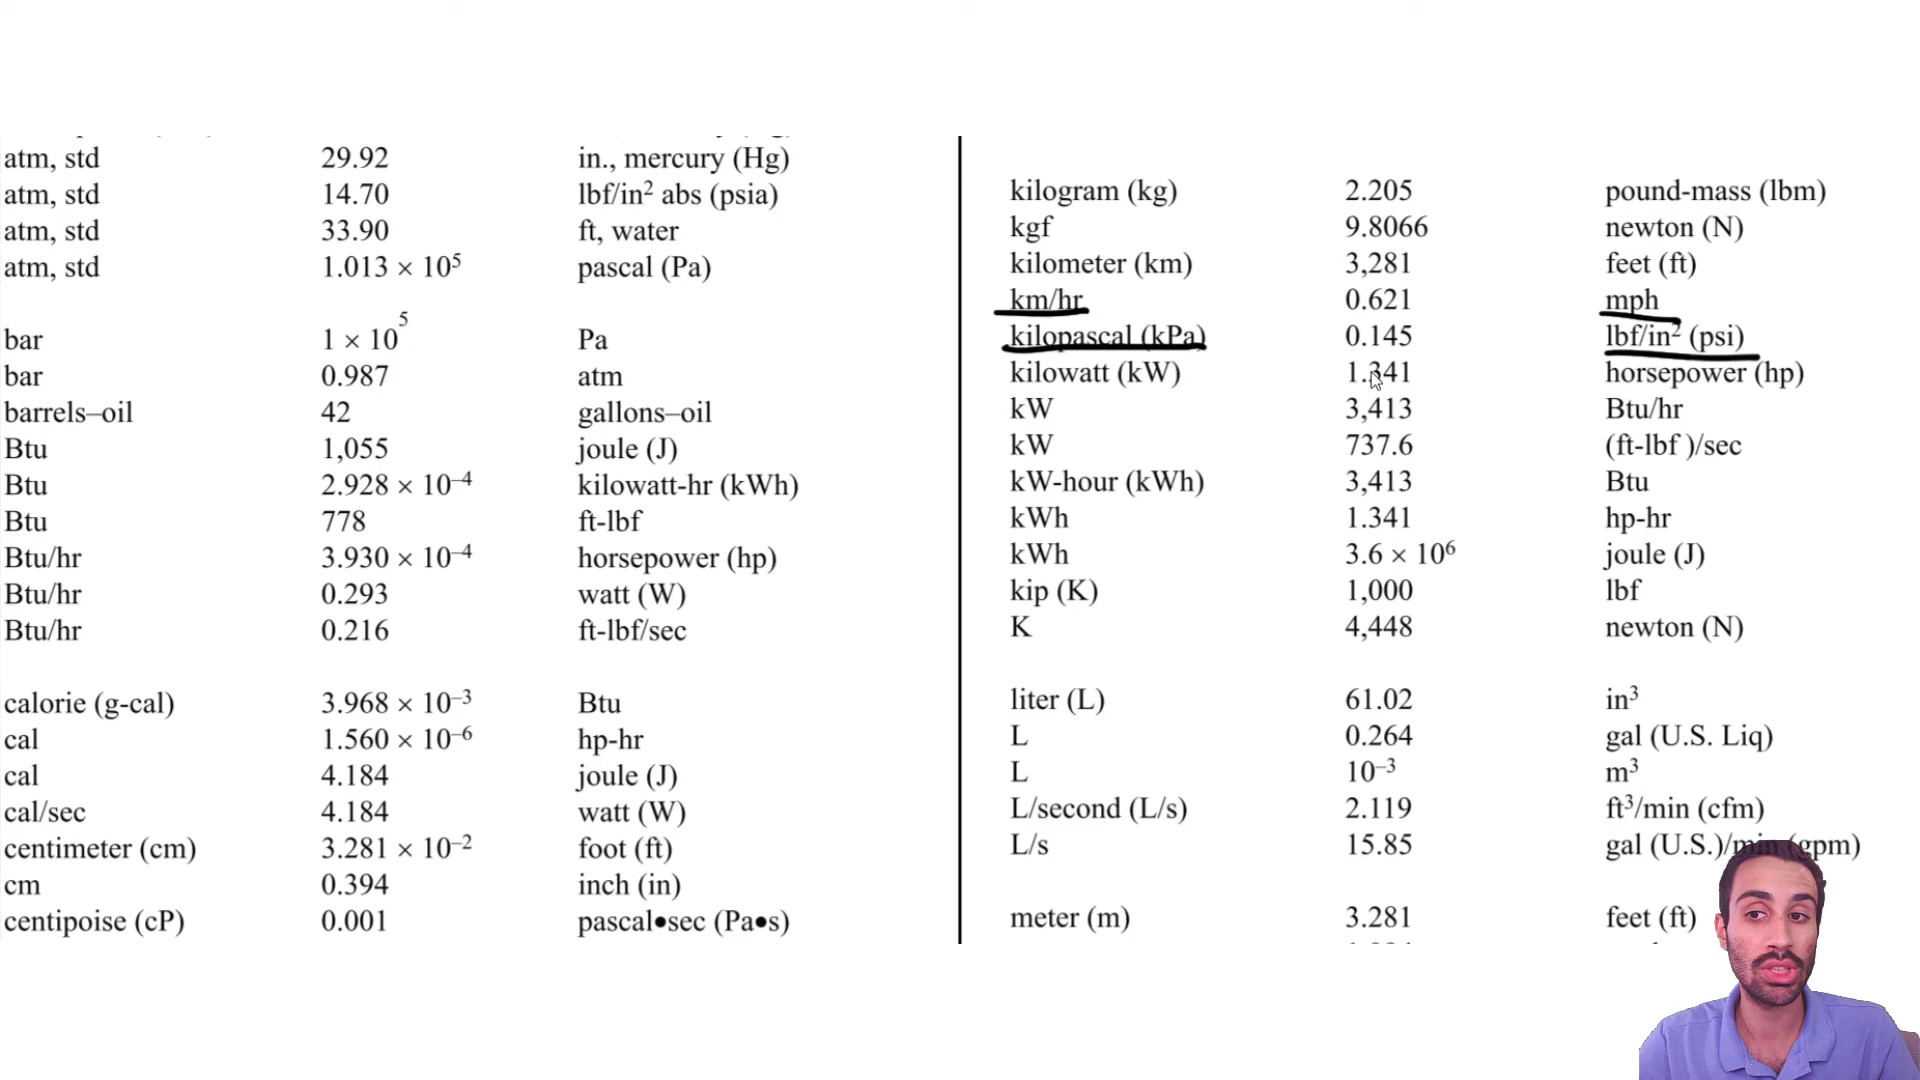 atm, std 29.92 in., mercury (Hg)
atm, std 14.70 lbf/in² abs (psia)
atm, std 33.90 ft, water
atm, std 1.013 × 10⁵ pascal (Pa)
bar 1 × 10⁵ Pa
bar 0.987 atm
barrels–oil 42 gallons–oil
Btu 1,055 joule (J)
Btu 2.928 × 10⁻⁴ kilowatt-hr (kWh)
Btu 778 ft-lbf
Btu/hr 3.930 × 10⁻⁴ horsepower (hp)
Btu/hr 0.293 watt (W)
Btu/hr 0.216 ft-lbf/sec
calorie (g-cal) 3.968 × 10⁻³ Btu
cal 1.560 × 10⁻⁶ hp-hr
cal 4.184 joule (J)
cal/sec 4.184 watt (W)
centimeter (cm) 3.281 × 10⁻² foot (ft)
cm 0.394 inch (in)
centipoise (cP) 0.001 pascal•sec (Pa•s)
kilogram (kg) 2.205 pound-mass (lbm)
kgf 9.8066 newton (N)
kilometer (km) 3,281 feet (ft)
km/hr 0.621 mph
kilopascal (kPa) 0.145 lbf/in² (psi)
kilowatt (kW) 1.341 horsepower (hp)
kW 3,413 Btu/hr
kW 737.6 (ft-lbf )/sec
kW-hour (kWh) 3,413 Btu
kWh 1.341 hp-hr
kWh 3.6 × 10⁶ joule (J)
kip (K) 1,000 lbf
K 4,448 newton (N)
liter (L) 61.02 in³
L 0.264 gal (U.S. Liq)
L 10⁻³ m³
L/second (L/s) 2.119 ft³/min (cfm)
L/s 15.85 gal (U.S.)/min (gpm)
meter (m) 3.281 feet (ft)